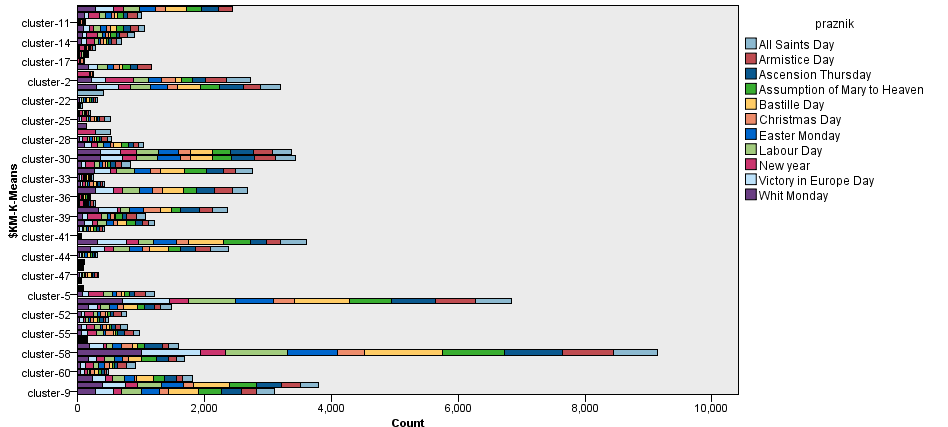 praznik
All Saints Day
Armistice Day
Ascension Thursday
Assumption of Mary to Heaven
Bastille Day
Christmas Day
Easter Monday
Labour Day
New year
Victory in Europe Day
Whit Monday
$KM-K-Means
cluster-11
cluster-14
cluster-17
cluster-2
cluster-22
cluster-25
cluster-28
cluster-30
cluster-33
cluster-36
cluster-39
cluster-41
cluster-44
cluster-47
cluster-5
cluster-52
cluster-55
cluster-58
cluster-60
cluster-9
0 2,000 4,000 6,000 8,000 10,000
Count